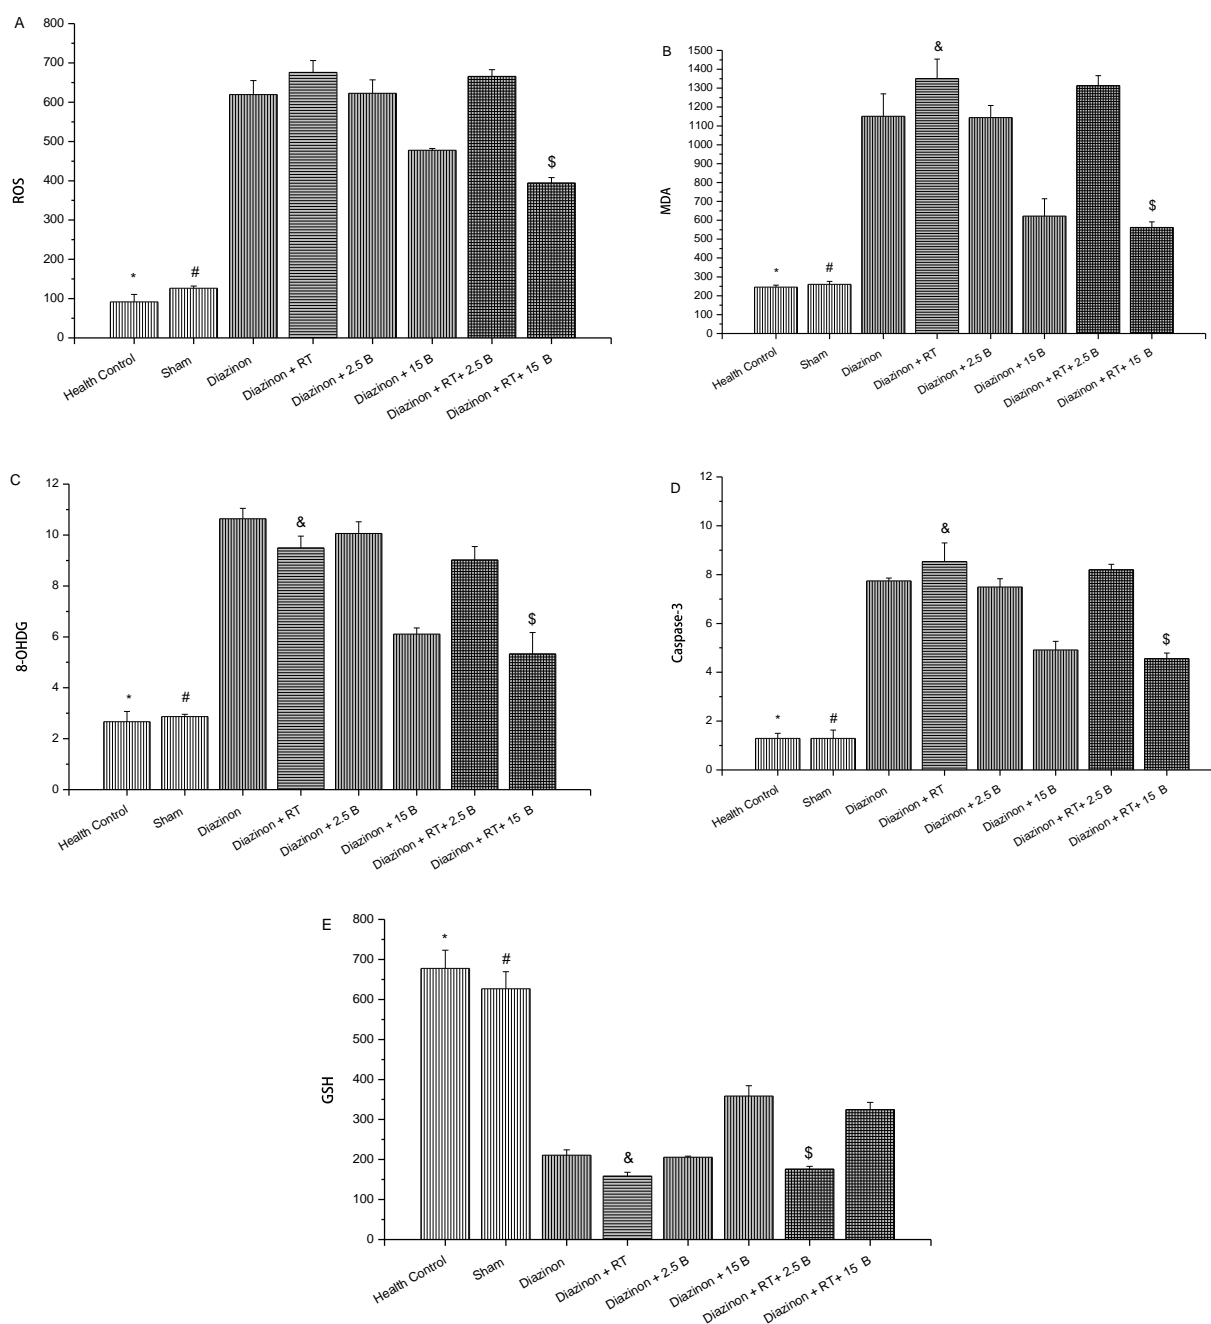 A
800
700
600
500
400
300
200
100
0
ROS
*
#
$
Health Control
Sham
Diazinon
Diazinon + RT
Diazinon + 2.5 B
Diazinon + 15 B
Diazinon + RT+ 2.5 B
Diazinon + RT+ 15 B
B
1500
1400
1300
1200
1100
1000
900
800
700
600
500
400
300
200
100
0
MDA
*
#
&
$
Health Control
Sham
Diazinon
Diazinon + RT
Diazinon + 2.5 B
Diazinon + 15 B
Diazinon + RT+ 2.5 B
Diazinon + RT+ 15 B
C
12
10
8
6
4
2
0
8-OHDG
*
#
&
$
Health Control
Sham
Diazinon
Diazinon + RT
Diazinon + 2.5 B
Diazinon + 15 B
Diazinon + RT+ 2.5 B
Diazinon + RT+ 15 B
D
12
10
8
6
4
2
0
Caspase-3
*
#
&
$
Health Control
Sham
Diazinon
Diazinon + RT
Diazinon + 2.5 B
Diazinon + 15 B
Diazinon + RT+ 2.5 B
Diazinon + RT+ 15 B
E
800
700
600
500
400
300
200
100
0
GSH
*
#
&
$
Health Control
Sham
Diazinon
Diazinon + RT
Diazinon + 2.5 B
Diazinon + 15 B
Diazinon + RT+ 2.5 B
Diazinon + RT+ 15 B